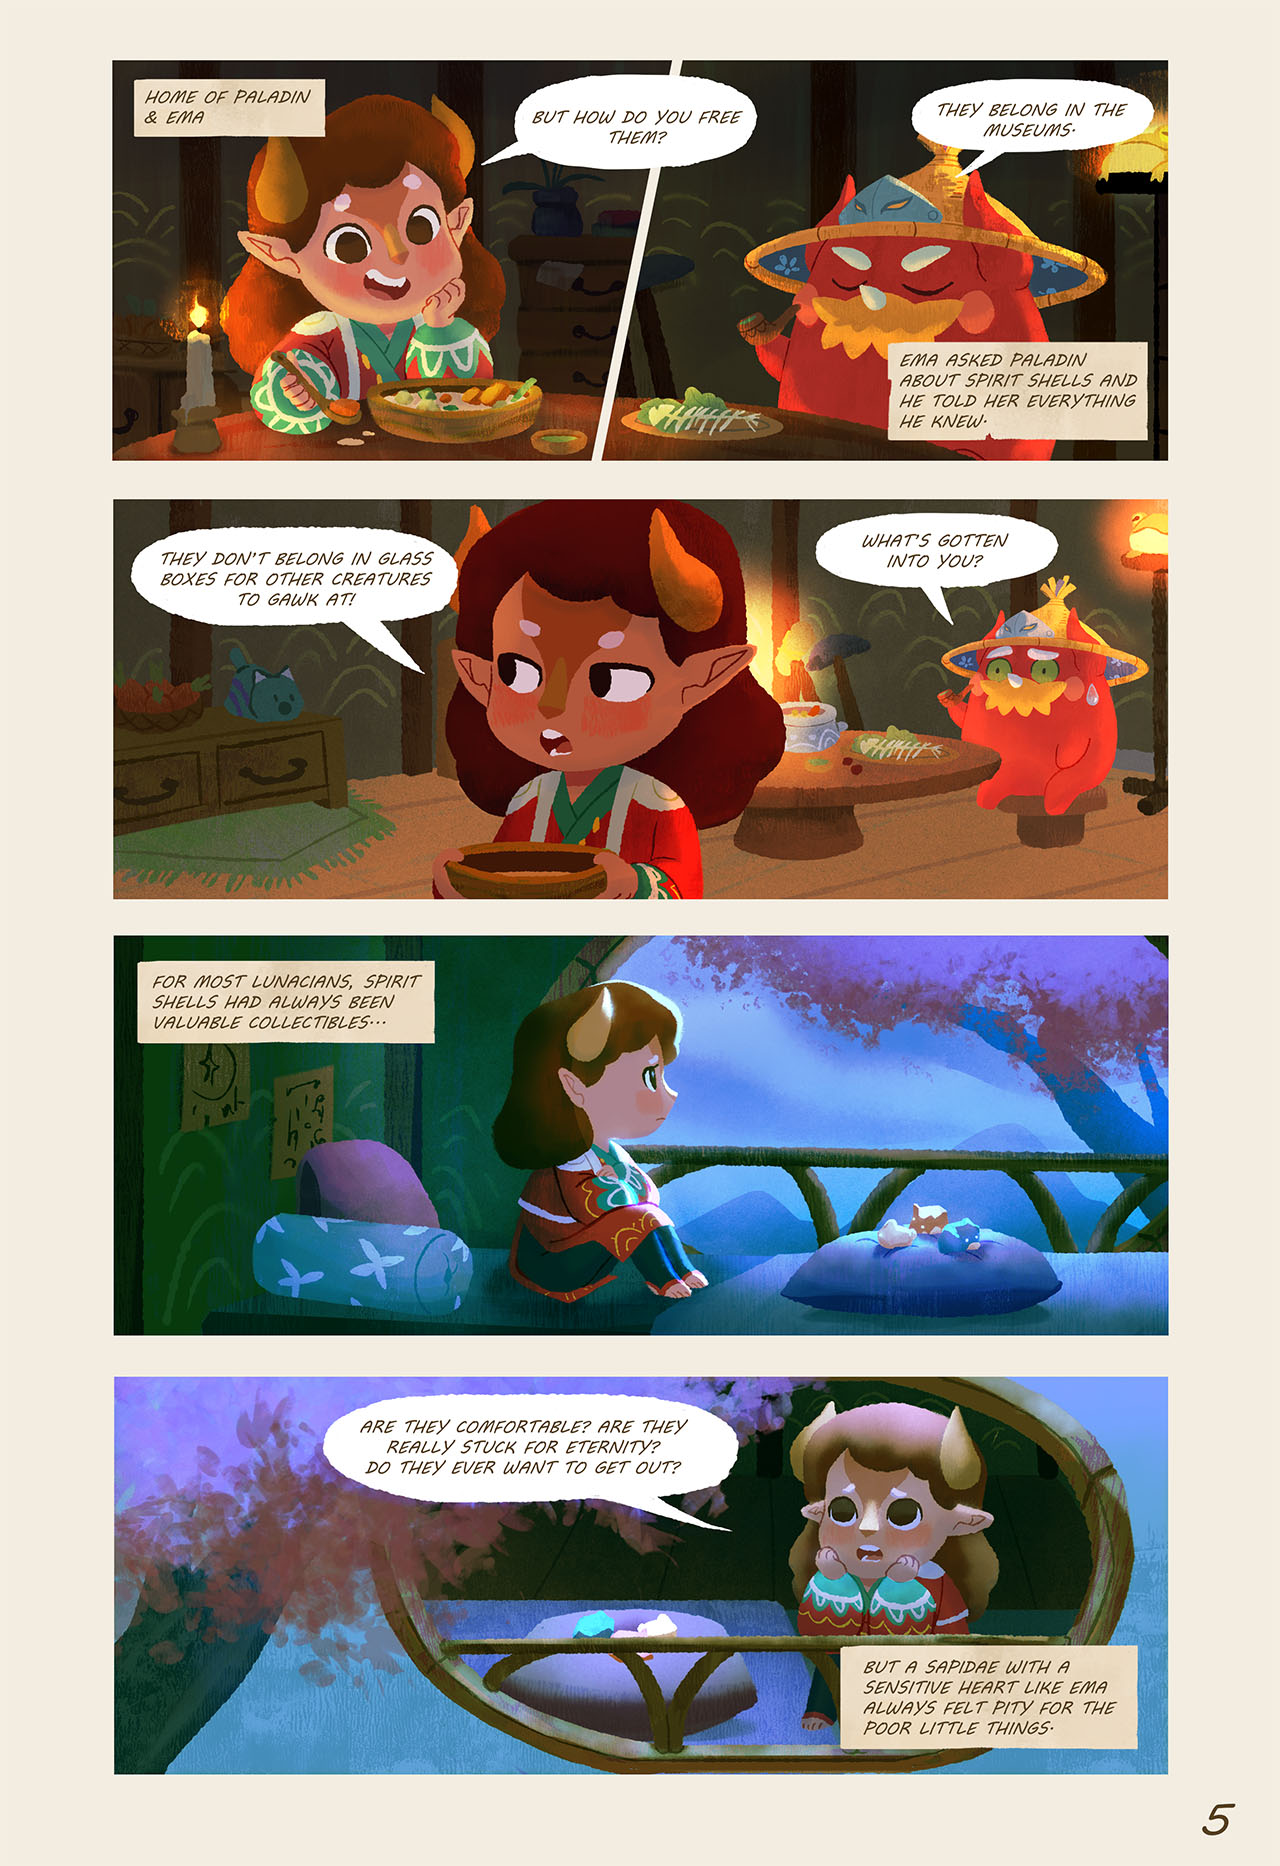 HOME OF PALADIN
& EMA
BUT HOW DO YOU FREE
THEM?
THEY BELONG IN THE
MUSEUMS.
EMA ASKED PALADIN
ABOUT SPIRIT SHELLS AND
HE TOLD HER EVERYTHING
HE KNEW.
THEY DON'T BELONG IN GLASS
BOXES FOR OTHER CREATURES
TO GAWK AT!
WHAT'S GOTTEN
INTO YOU?
FOR MOST LUNACIANS, SPIRIT
SHELLS HAD ALWAYS BEEN
VALUABLE COLLECTIBLES...
ARE THEY COMFORTABLE? ARE THEY
REALLY STUCK FOR ETERNITY?
DO THEY EVER WANT TO GET OUT?
BUT A SAPIDAE WITH A
SENSITIVE HEART LIKE EMA
ALWAYS FELT PITY FOR THE
POOR LITTLE THINGS.
5